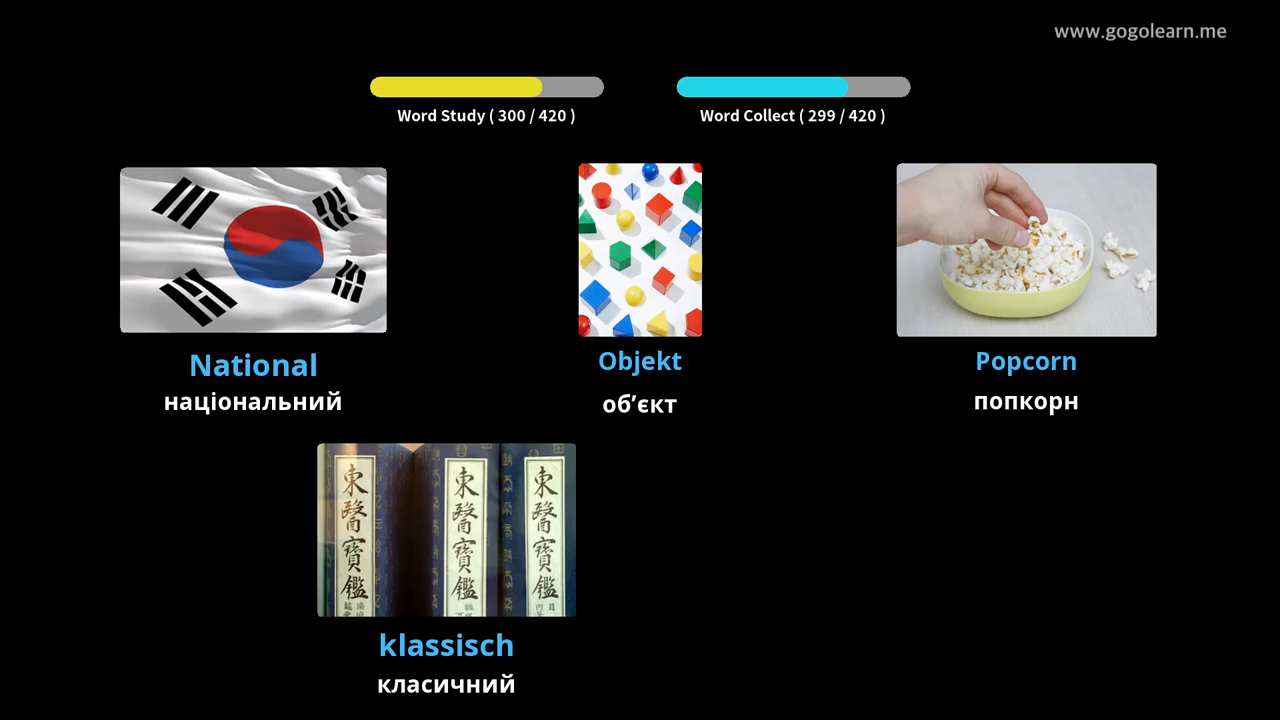 www.gogolearn.me
Word Study ( 300 / 420 )
Word Collect ( 299 / 420 )
National
національний
Objekt
об’єкт
Popcorn
попкорн
東醫寶鑑
東醫寶鑑
東醫寶鑑
klassisch
класичний